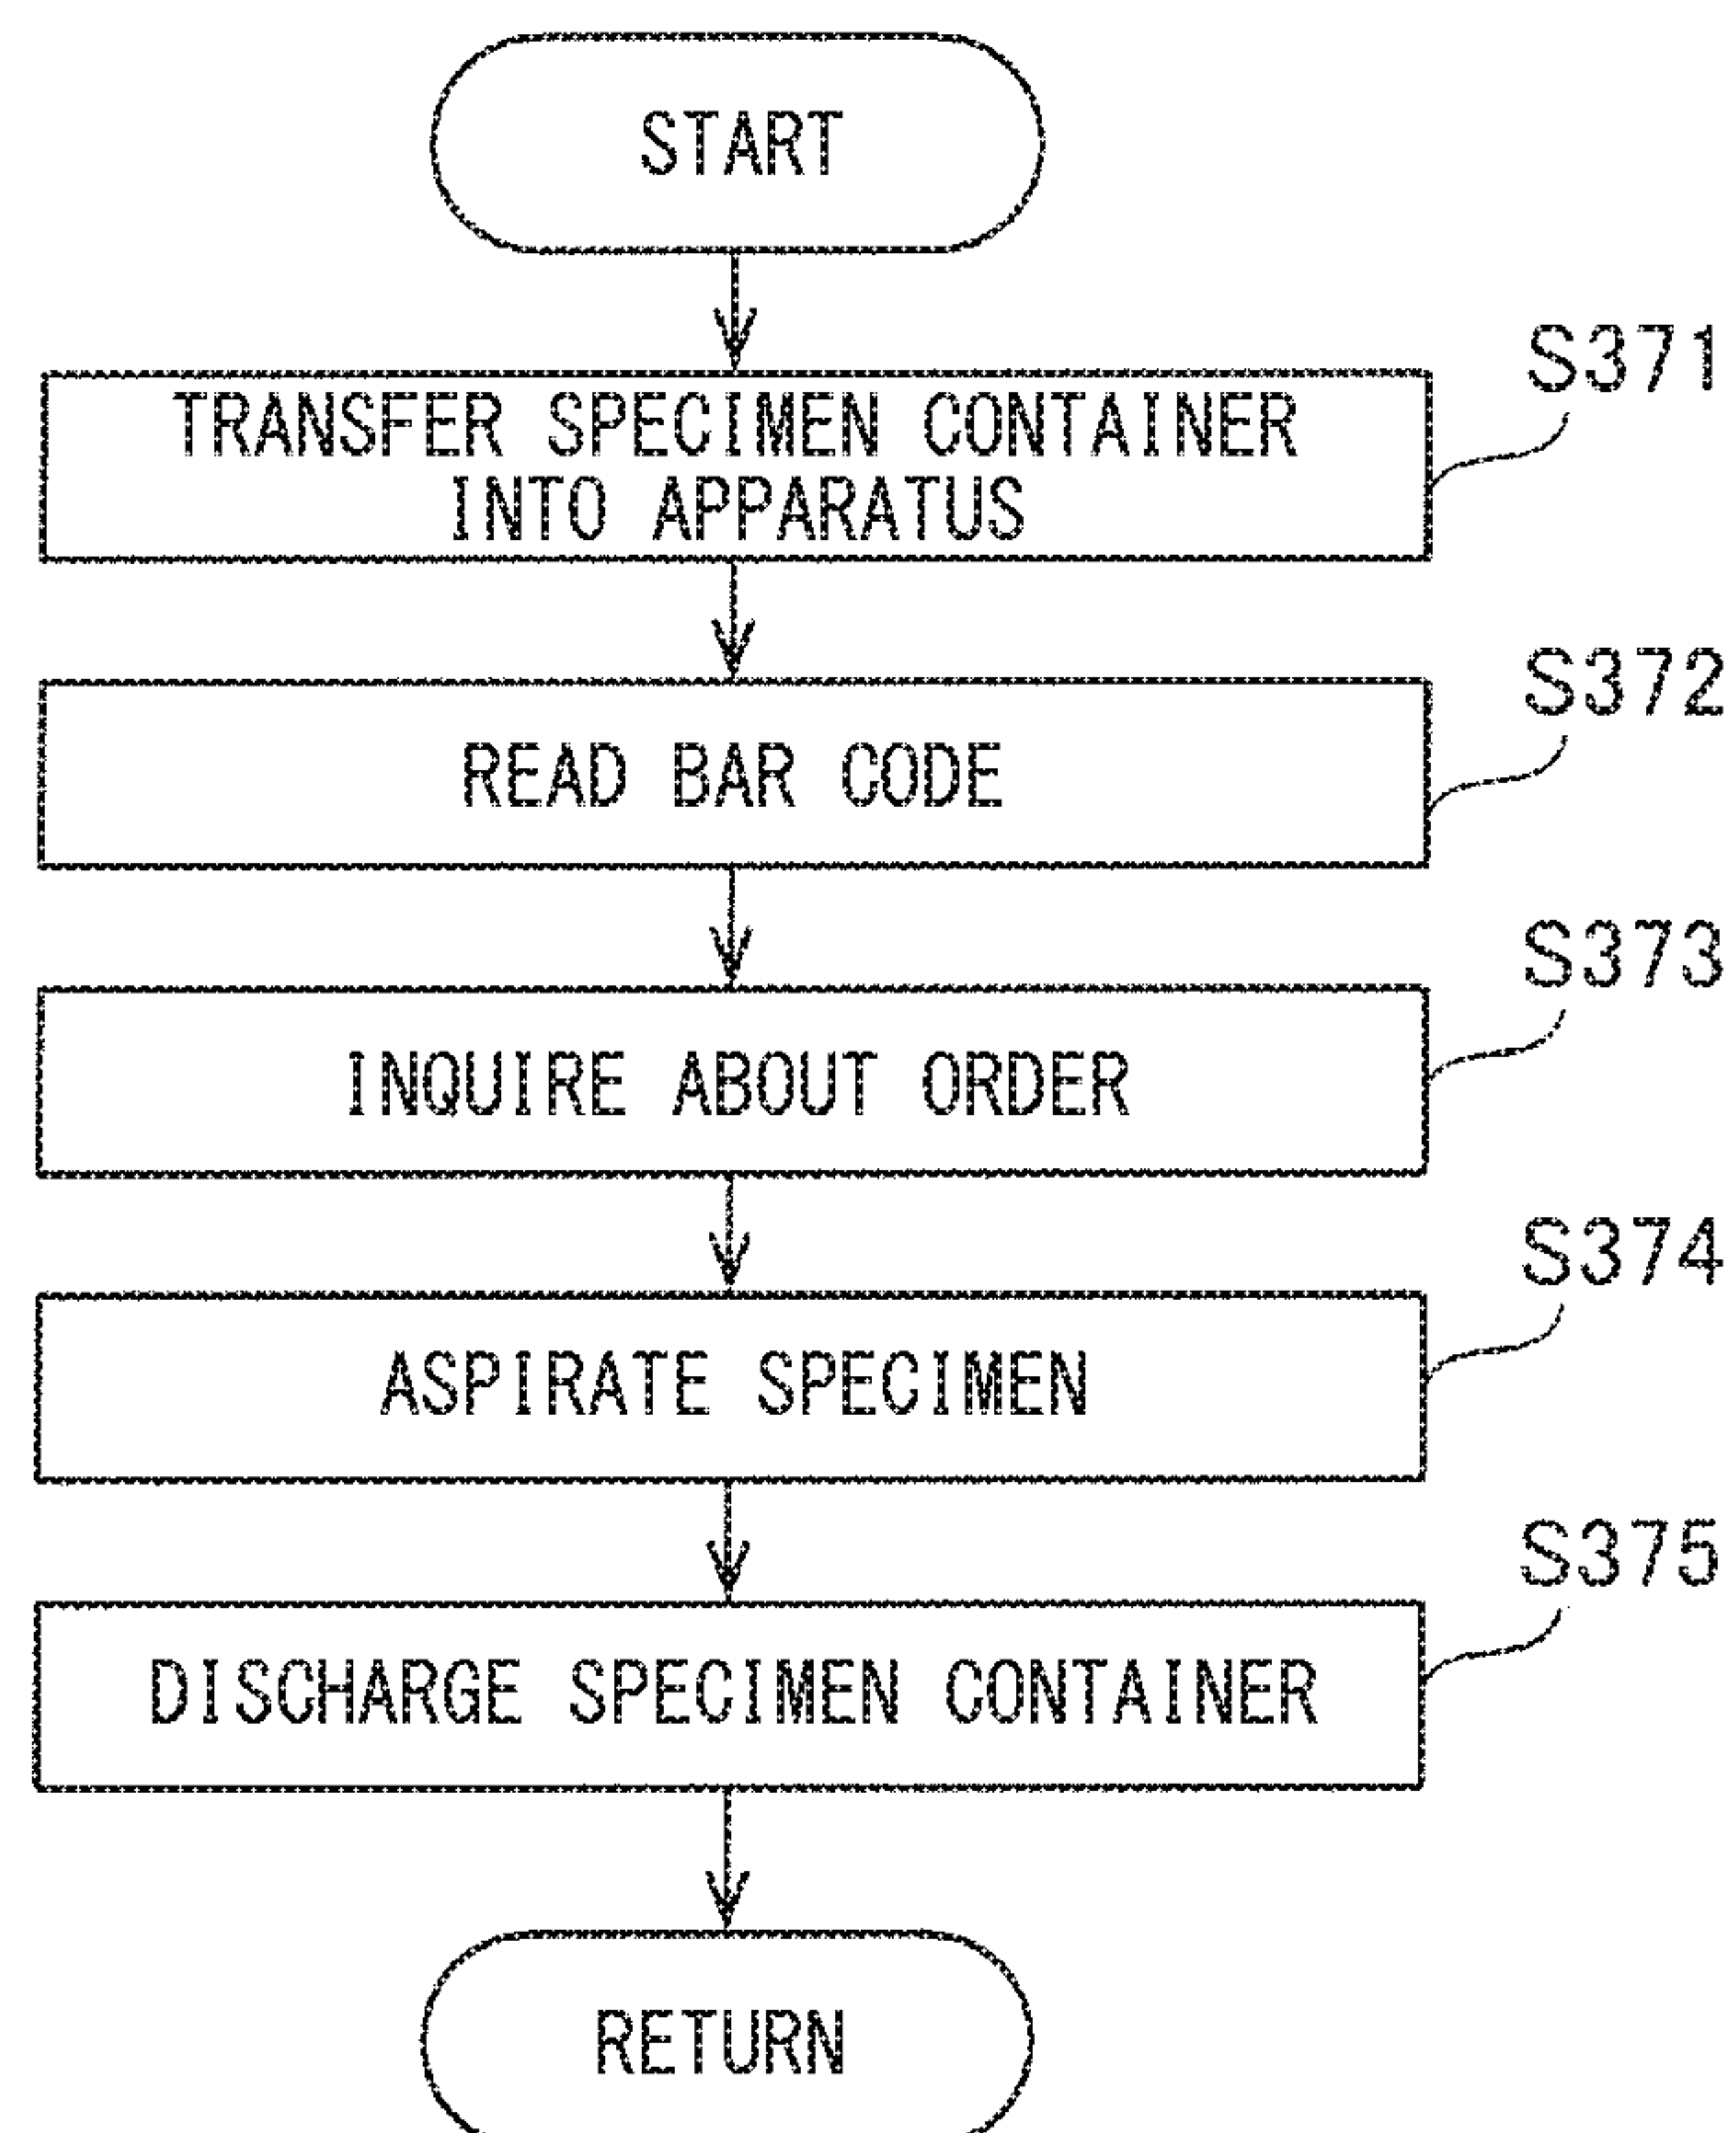 START
S371
TRANSFER SPECIMEN CONTAINER
INTO APPARATUS
S372
READ BAR CODE
S373
INQUIRE ABOUT ORDER
S374
ASPIRATE SPECIMEN
S375
DISCHARGE SPECIMEN CONTAINER
RETURN